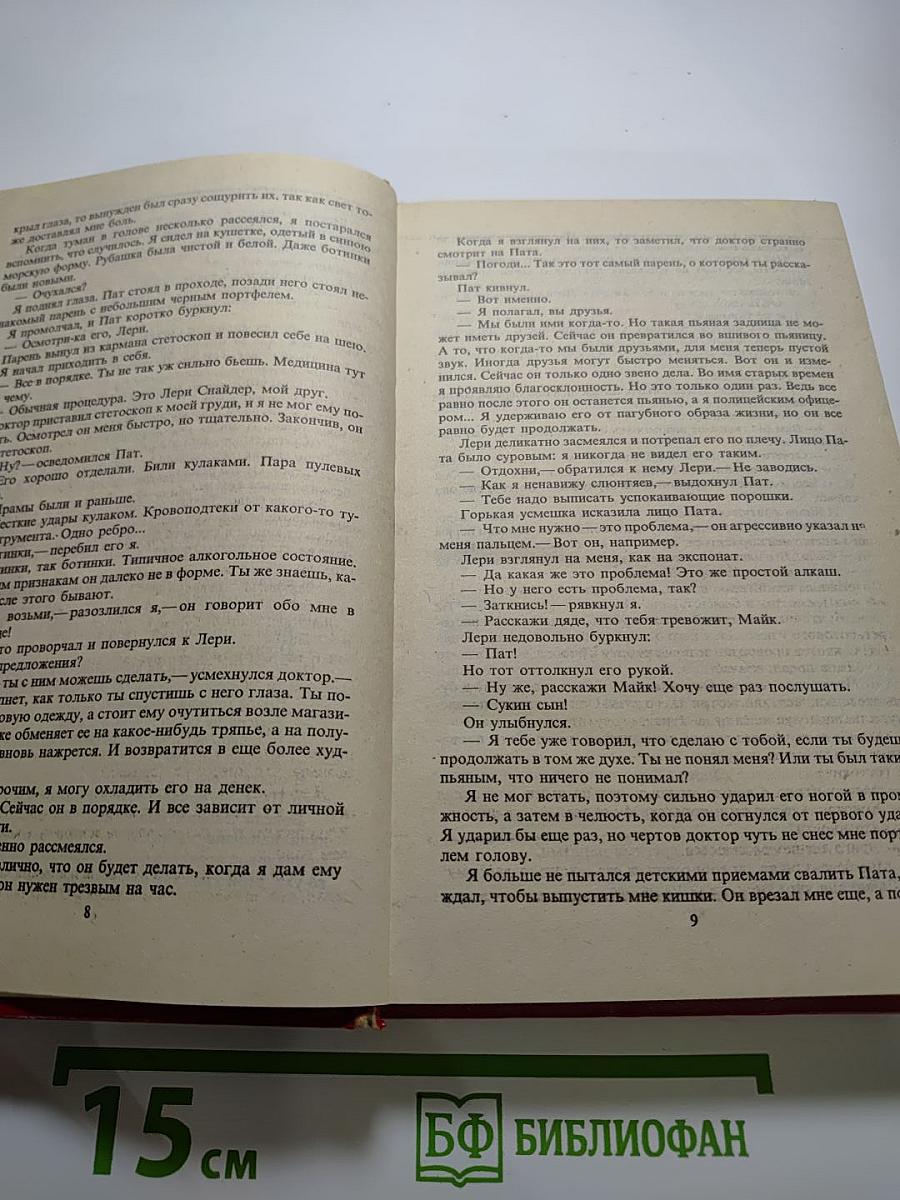 крыл глаза, то вынужден был сразу сощурить их, так как свет то-
же доставлял мне боль.
Когда туман в голове несколько рассеялся, я постарался
вспомнить, что случилось. Я сидел на кушетке, одетый в синюю
морскую форму. Рубашка была чистой и белой. Даже ботинки
были новыми.
— Очухался?
Я поднял глаза. Пат стоял в проходе, позади него стоял не-
накомый парень с небольшим черным портфелем.
Я промолчал, и Пат коротко буркнул:
— Осмотри-ка его, Лери.
Парень вынул из кармана стетоскоп и повесил себе на шею.
Я начал приходить в себя.
— Все в порядке. Ты не так уж сильно бьешь. Медицина тут
чему.
Обычная процедура. Это Лери Снайдер, мой друг.
октор приставил стетоскоп к моей груди, и я не мог ему по-
ть. Осмотрел он меня быстро, но тщательно. Закончив, он
тетоскоп.
Ну?— осведомился Пат.
Его хорошо отделали. Били кулаками. Пара пулевых
рамы были и раньше.
есткие удары кулаком. Кровоподтеки от какого-то ту-
трумента. Одно ребро...
тинки,— перебил его я.
инки, так ботинки. Типичное алкогольное состояние.
м признакам он далеко не в форме. Ты же знаешь, ка-
сле этого бывают.
возьми,— разозлился я,— он говорит обо мне в
це!
то проворчал и повернулся к Лери.
предложения?
ты с ним можешь сделать,— усмехнулся доктор.—
пнет, как только ты спустишь с него глаза. Ты по-
овую одежду, а стоит ему очутиться возле магази-
же обменяет ее на какое-нибудь тряпье, а на полу-
вновь нажрется. И возвратится в еще более худ-
рочим, я могу охладить его на денек.
Сейчас он в порядке. И все зависит от личной
ти.
енно рассмеялся.
злично, что он будет делать, когда я дам ему
он нужен трезвым на час.
8
Когда я взглянул на них, то заметил, что доктор странно
смотрит на Пата.
— Погоди... Так это тот самый парень, о котором ты расска-
зывал?
Пат кивнул.
— Вот именно.
— Я полагал, вы друзья.
— Мы были ими когда-то. Но такая пьяная задница не мо-
жет иметь друзей. Сейчас он превратился во вшивого пьяницу.
А то, что когда-то мы были друзьями, для меня теперь пустой
звук. Иногда друзья могут быстро меняться. Вот он и изме-
нился. Сейчас он только одно звено дела. Во имя старых времен
я проявляю благосклонность. Но это только один раз. Ведь все
равно после этого он останется пьянью, а я полицейским офице-
ром... Я удерживаю его от пагубного образа жизни, но он все
равно будет продолжать.
Лери деликатно засмеялся и потрепал его по плечу. Лицо Па-
та было суровым: я никогда не видел его таким.
— Отдохни,— обратился к нему Лери.— Не заводись.
— Как я ненавижу слюнтяев,— выдохнул Пат.
— Тебе надо выписать успокаивающие порошки.
Горькая усмешка исказила лицо Пата.
— Что мне нужно — это проблема,— он агрессивно указал на
меня пальцем.— Вот он, например.
Лери взглянул на меня, как на экспонат.
— Да какая же это проблема! Это же простой алкаш.
— Но у него есть проблема, так?
— Заткнись! — рявкнул я.
— Расскажи дяде, что тебя тревожит, Майк.
Лери недовольно буркнул:
— Пат!
Но тот оттолкнул его рукой.
— Ну же, расскажи Майк! Хочу еще раз послушать.
— Сукин сын!
Он улыбнулся.
— Я тебе уже говорил, что сделаю с тобой, если ты будеш
продолжать в том же духе. Ты не понял меня? Или ты был таки
пьяным, что ничего не понимал?
Я не мог встать, поэтому сильно ударил его ногой в пром
жность, а затем в челюсть, когда он согнулся от первого уда
Я ударил бы еще раз, но чертов доктор чуть не снес мне порт
лем голову.
Я больше не пытался детскими приемами свалить Пата,
ждал, чтобы выпустить мне кишки. Он врезал мне еще, а по
9
15 см
БФ БИБЛИОФАН